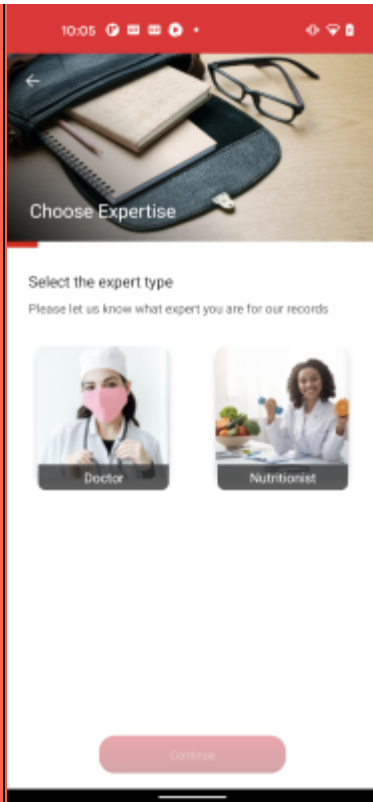 10:05
Choose Expertise
Select the expert type
Please let us know what expert you are for our records
Doctor
Nutritionist
Continue